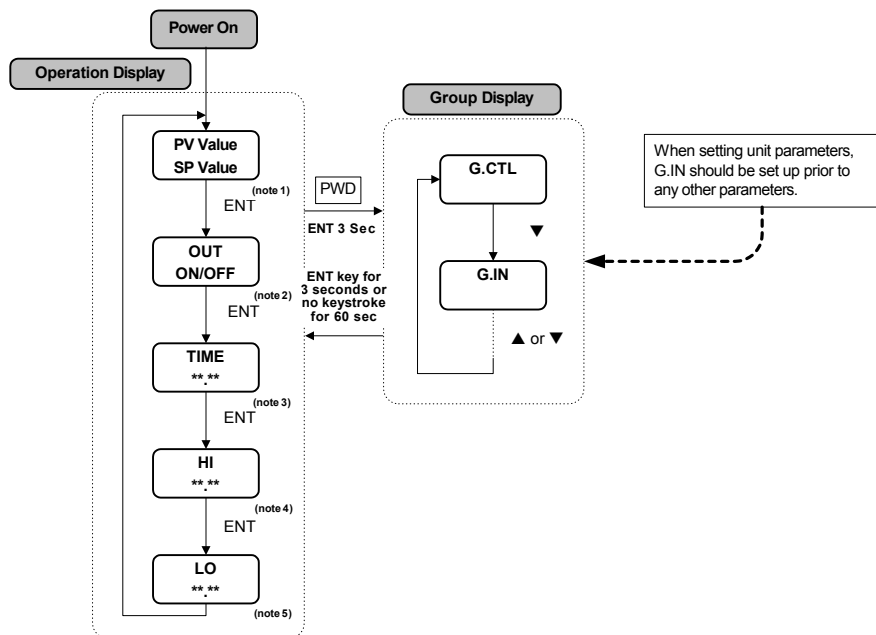 Power On
Operation Display
PV Value
SP Value
(note 1)
ENT
OUT
ON/OFF
(note 2)
ENT
TIME
**.**
(note 3)
ENT
HI
**.**
(note 4)
ENT
LO
**.**
(note 5)
PWD
ENT 3 Sec
ENT key for
3 seconds or
no keystroke
for 60 sec
Group Display
G.CTL
▼
G.IN
▲ or ▼
When setting unit parameters,
G.IN should be set up prior to
any other parameters.